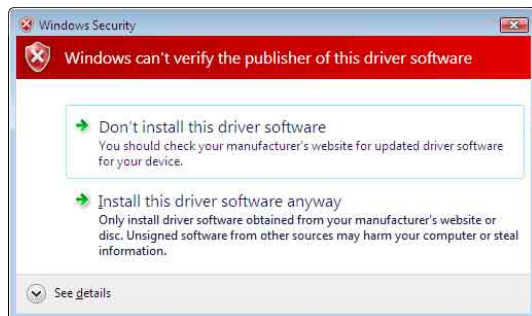 Windows Security
Windows can't verify the publisher of this driver software
Don't install this driver software
You should check your manufacturer's website for updated driver software
for your device.
Install this driver software anyway
Only install driver software obtained from your manufacturer's website or
disc. Unsigned software from other sources may harm your computer or steal
information.
See details